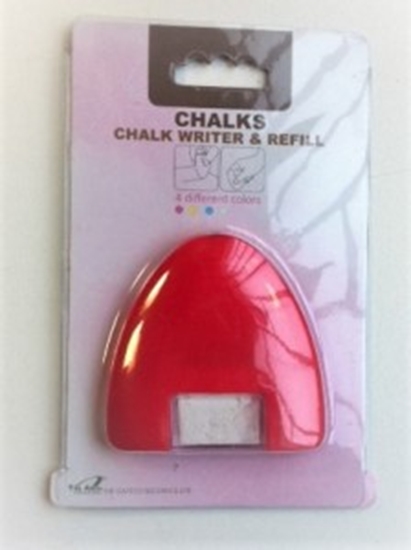 CHALKS
CHALK WRITER & REFILL
4 different colors